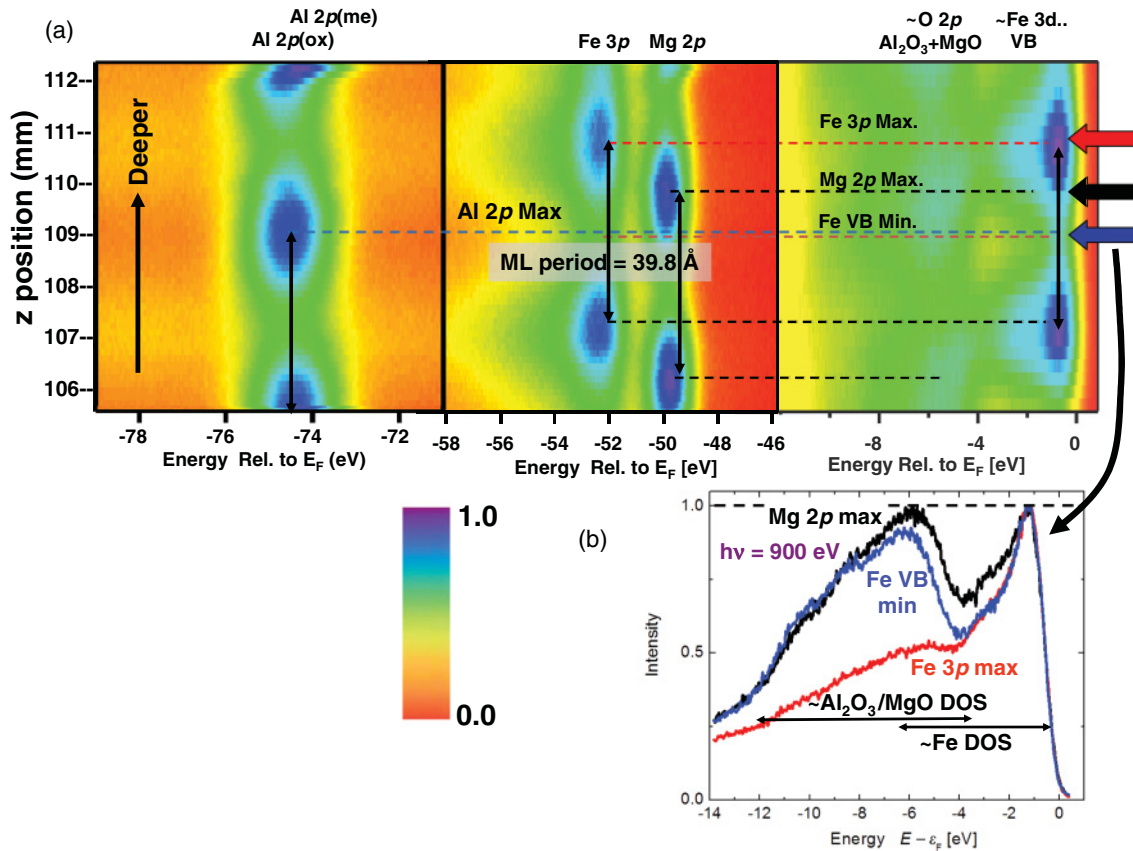 (a)
Al 2p(me)
Al 2p(ox)
Fe 3p Mg 2p
~O 2p
Al₂O₃+MgO
~Fe 3d..
VB
z position (mm)
112--
111--
110--
109--
108--
107--
106--
Deeper
Al 2p Max
ML period = 39.8 Å
Fe 3p Max.
Mg 2p Max.
Fe VB Min.
-78 -76 -74 -72
Energy Rel. to E_F (eV)
-58 -56 -54 -52 -50 -48 -46
Energy Rel. to E_F [eV]
-8 -4 0
Energy Rel. to E_F [eV]
1.0
0.0
(b)
Intensity
1.0
0.5
0.0
Mg 2p max
hν = 900 eV
Fe VB
min
Fe 3p max
~Al₂O₃/MgO DOS
~Fe DOS
-14 -12 -10 -8 -6 -4 -2 0
Energy E – ε_F [eV]